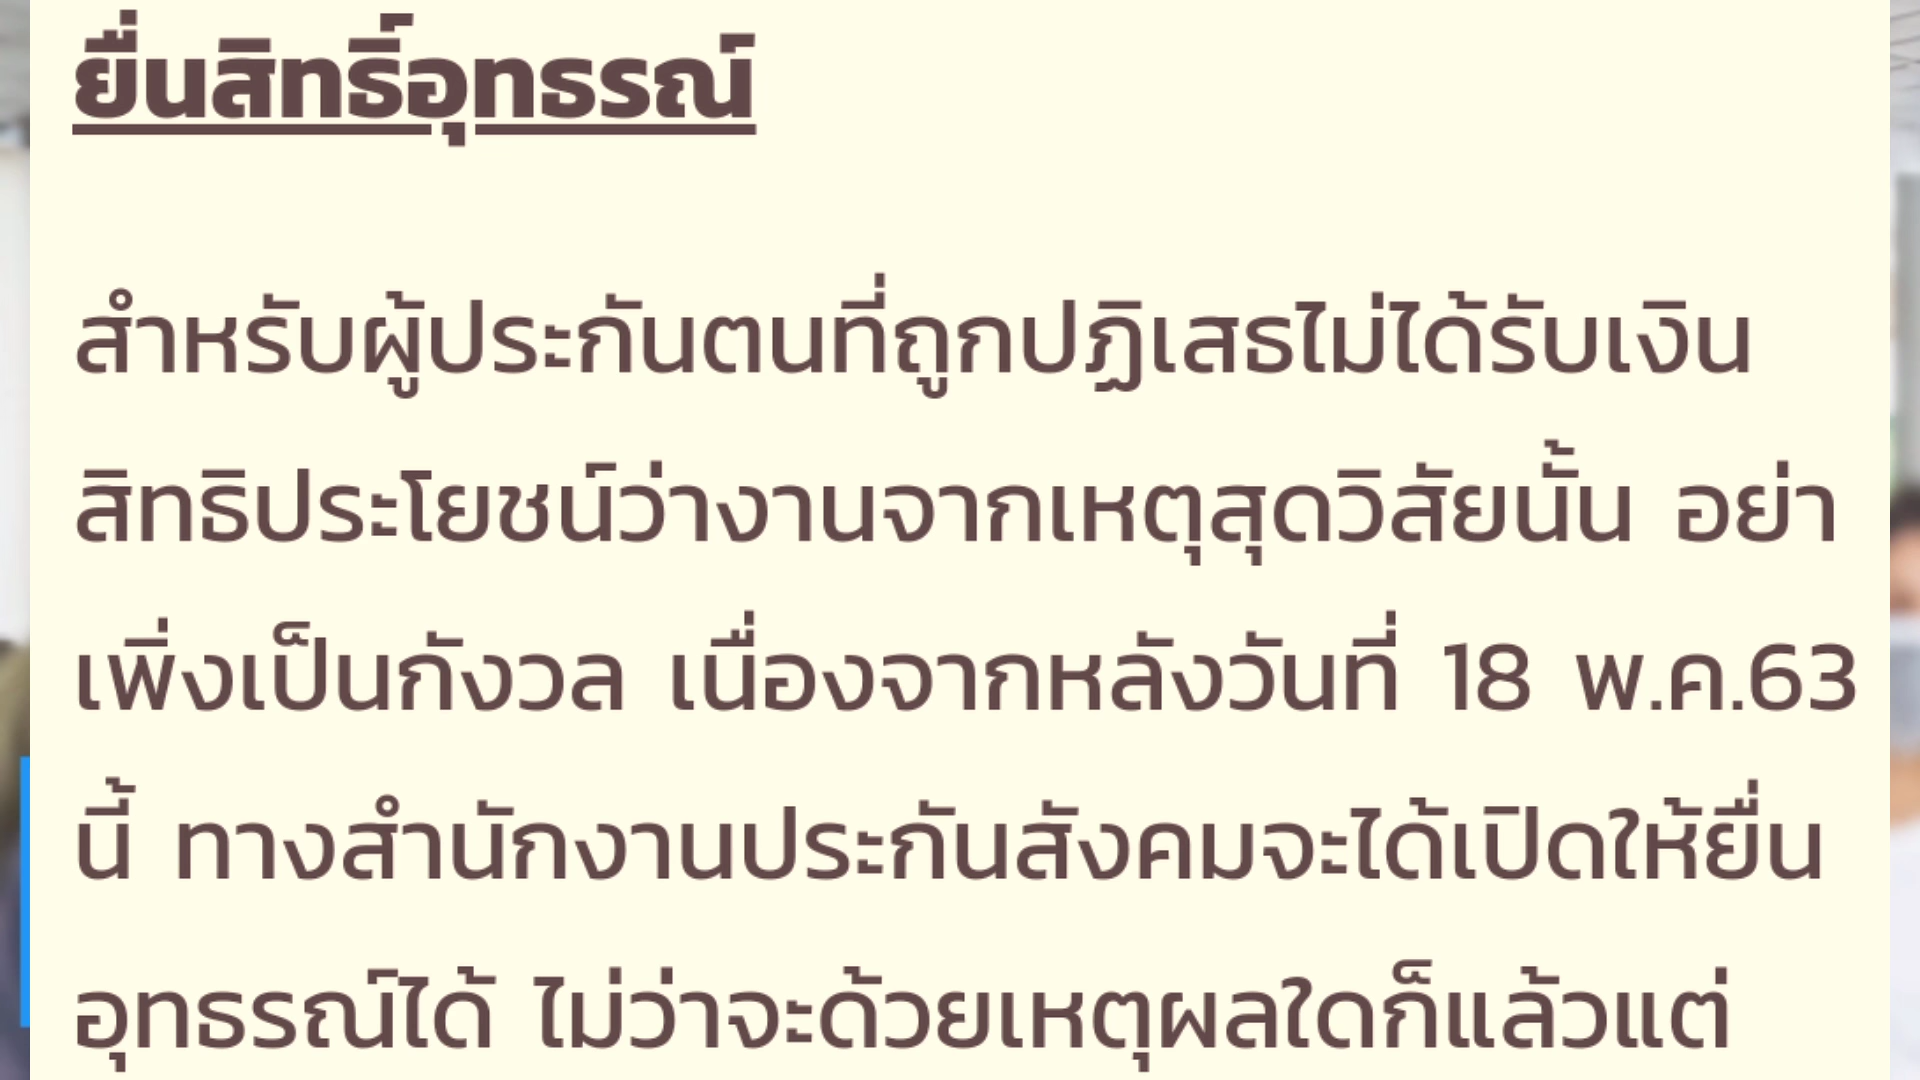 ยื่นสิทธิ์อุทธรณ์
สำหรับผู้ประกันตนที่ถูกปฏิเสธไม่ได้รับเงิน
สิทธิประโยชน์ว่างานจากเหตุสุดวิสัยนั้น อย่า
เพิ่งเป็นกังวล เนื่องจากหลังวันที่ 18 พ.ค.63
นี้ ทางสำนักงานประกันสังคมจะได้เปิดให้ยื่น
อุทธรณ์ได้ ไม่ว่าจะด้วยเหตุผลใดก็แล้วแต่